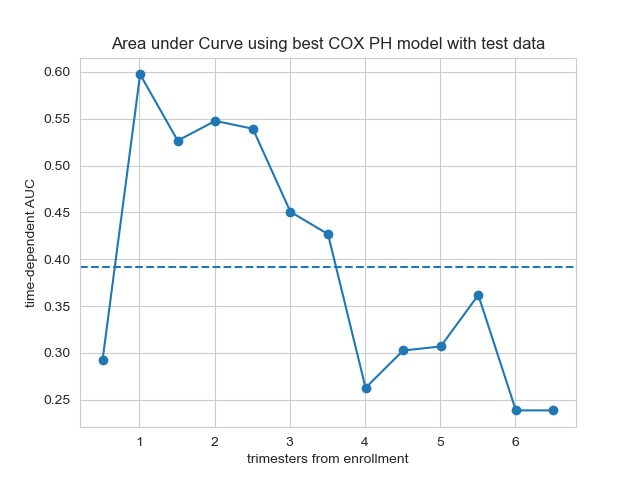 Area under Curve using best COX PH model with test data
0.60
0.55
0.50
0.45
0.40
0.35
0.30
0.25
time-dependent AUC
1 2 3 4 5 6
trimesters from enrollment